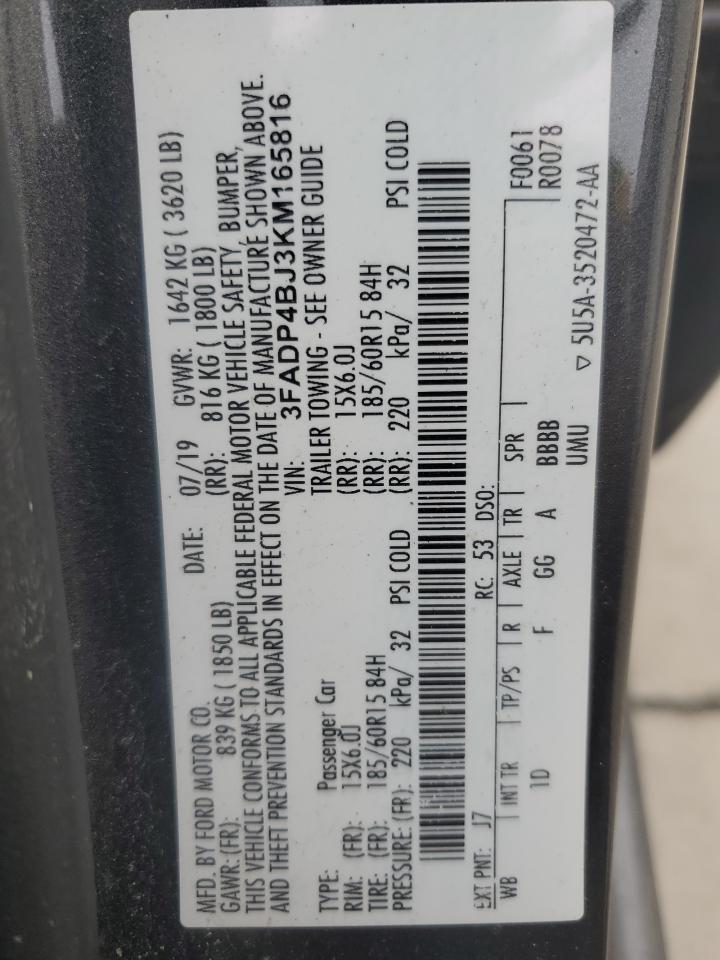 MFD. BY FORD MOTOR CO. DATE: 07/19 GVWR: 1642 KG ( 3620 LB)
GAWR: (FR): 839 KG ( 1850 LB) (RR): 816 KG ( 1800 LB)
THIS VEHICLE CONFORMS TO ALL APPLICABLE FEDERAL MOTOR VEHICLE SAFETY, BUMPER,
AND THEFT PREVENTION STANDARDS IN EFFECT ON THE DATE OF MANUFACTURE SHOWN ABOVE.
VIN: 3FADP4BJ3KM165816
TYPE: Passenger Car TRAILER TOWING - SEE OWNER GUIDE
RIM: (FR): 15X6.0J (RR): 15X6.0J
TIRE: (FR): 185/60R15 84H (RR): 185/60R15 84H
PRESSURE: (FR): 220 kPa/ 32 PSI COLD (RR): 220 kPa/ 32 PSI COLD
EXT PNT: J7 RC: 53 DSO:
WB INT TR TP/PS R AXLE TR SPR F0061
1D F GG A BBBB R0078
UMU ▽ 5U5A-3520472-AA